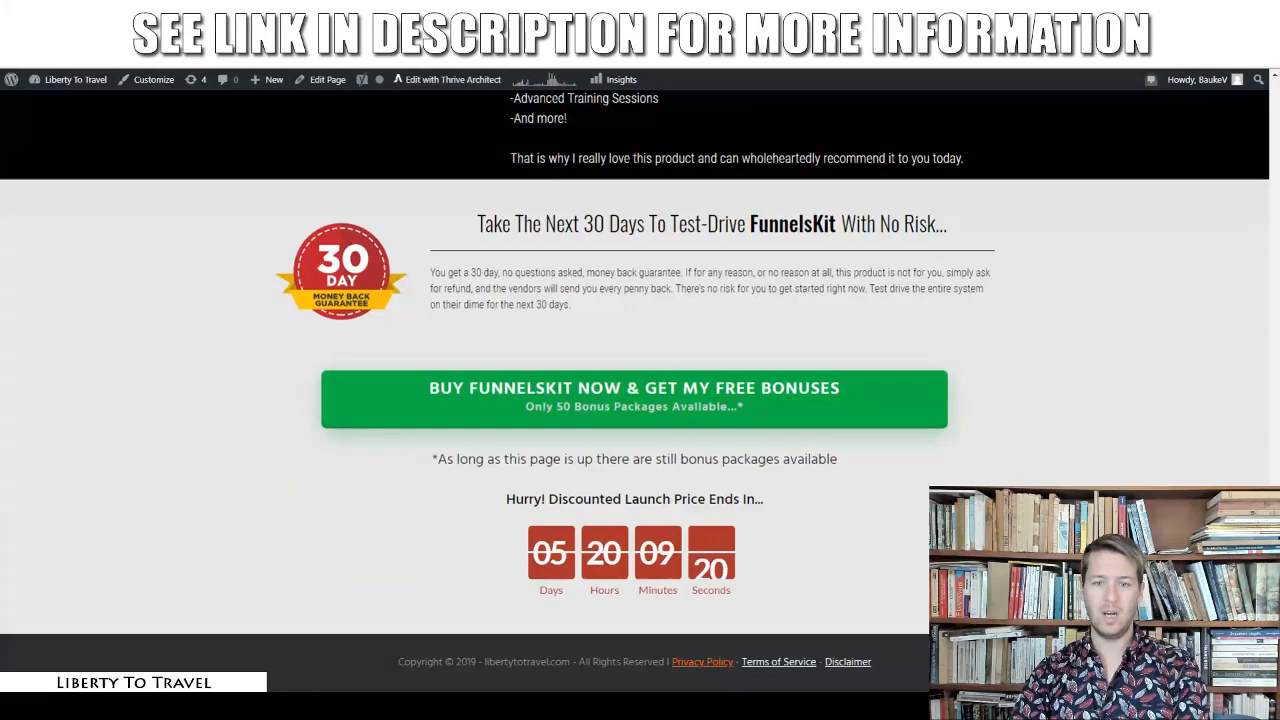 SEE LINK IN DESCRIPTION FOR MORE INFORMATION
Liberty To Travel
Customize
4
0
New
Edit Page
Edit with Thrive Architect
Insights
Howdy, BaukeV
-Advanced Training Sessions
-And more!
That is why I really love this product and can wholeheartedly recommend it to you today.
30
DAY
MONEY BACK
GUARANTEE
Take The Next 30 Days To Test-Drive FunnelsKit With No Risk...
You get a 30 day, no questions asked, money back guarantee. If for any reason, or no reason at all, this product is not for you, simply ask
for refund, and the vendors will send you every penny back. There's no risk for you to get started right now. Test drive the entire system
on their dime for the next 30 days.
BUY FUNNELSKIT NOW & GET MY FREE BONUSES
Only 50 Bonus Packages Available...*
*As long as this page is up there are still bonus packages available
Hurry! Discounted Launch Price Ends In...
05 20 09 20
Days Hours Minutes Seconds
Copyright © 2019 - libertytotravel.com - All Rights Reserved I Privacy Policy - Terms of Service - Disclaimer
LIBERTY TO TRAVEL